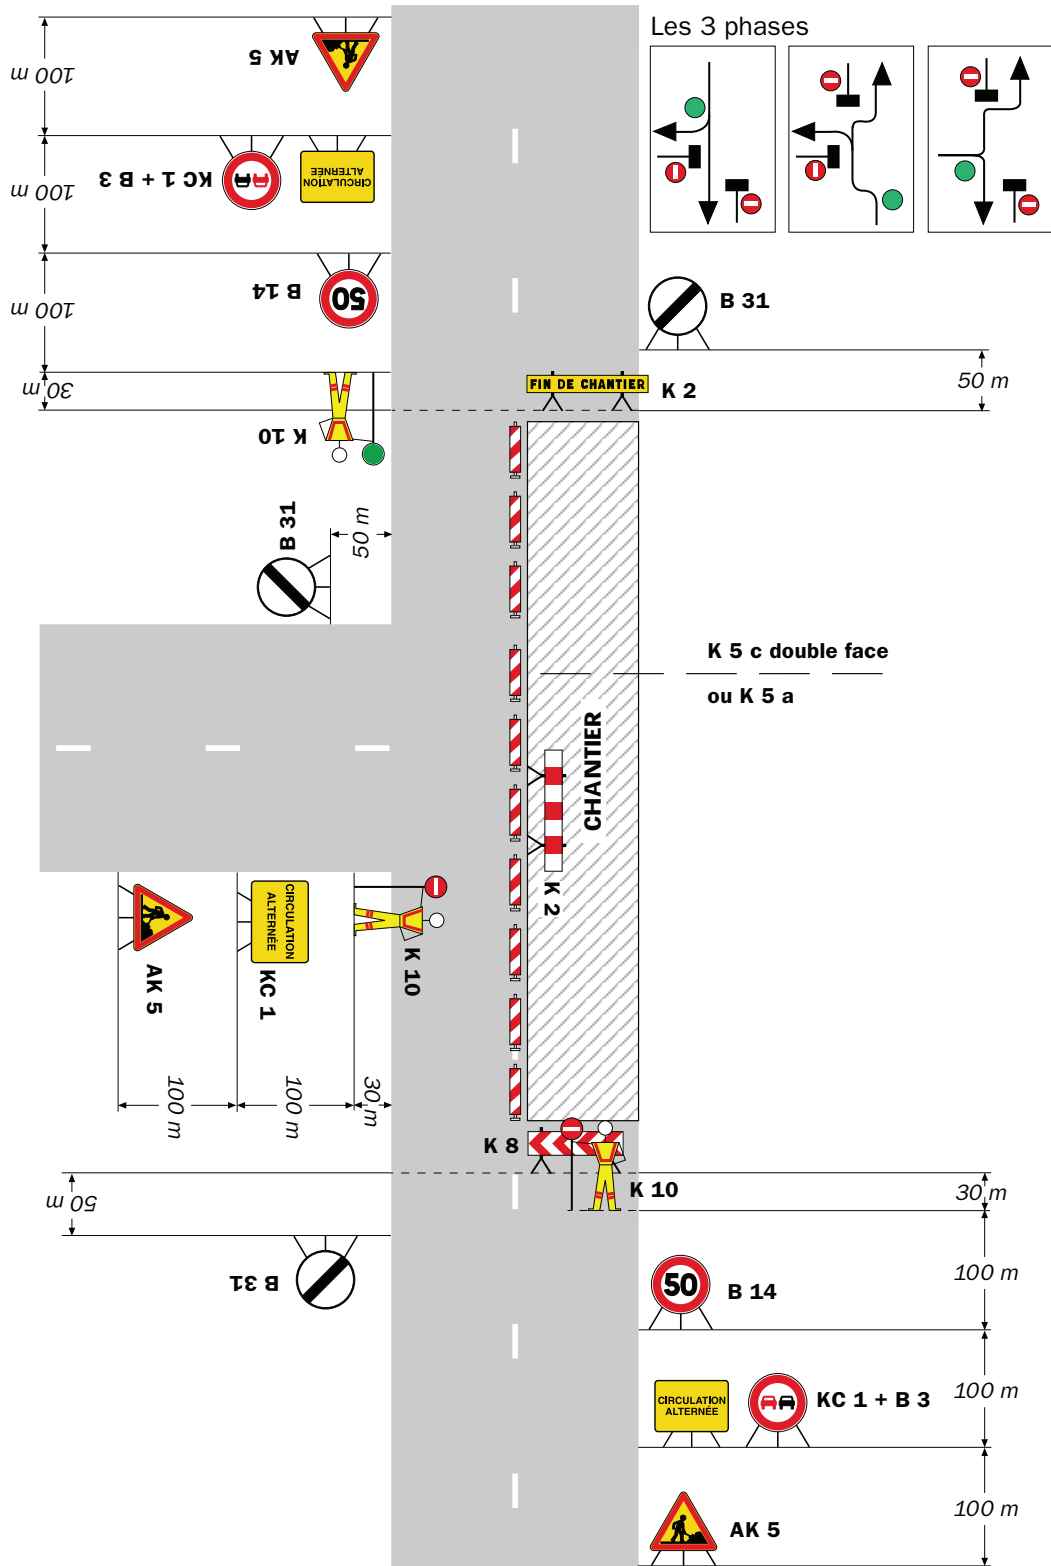 Les 3 phases
AK 5
100 m
KC 1 + B 3
CIRCULATION
ALTERNÉE
100 m
B 14
50
100 m
B 31
50 m
30 m
K 10
FIN DE CHANTIER
K 2
B 31
50 m
K 5 c double face
ou K 5 a
CHANTIER
K 2
AK 5
CIRCULATION
ALTERNÉE
KC 1
K 10
100 m
100 m
30 m
K 8
K 10
30 m
50 m
B 31
50
B 14
100 m
CIRCULATION
ALTERNÉE
KC 1 + B 3
100 m
AK 5
100 m